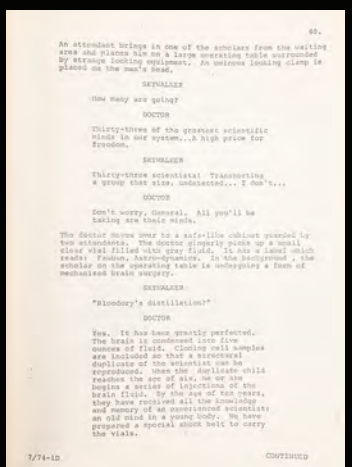 60.
An attendant brings in one of the scholars from the waiting
area and places him on a large operating table surrounded
by strange looking equipment. An ominous looking clamp is
placed on the man's head.
SKYWALKER
How many are going?
DOCTOR
Thirty-three of the greatest scientific
minds in our system...A high price for
freedom.
SKYWALKER
Thirty-three scientists! Transporting
a group that size, undetected... I don't...
DOCTOR
Don't worry, General. All you'll be
taking are their minds.
The doctor moves over to a safe-like cabinet guarded by
two attendants. The doctor gingerly picks up a small
clear vial filled with gray fluid. It has a label which
reads: Astro-dynamics. In the background, the
scholar on the operating table is undergoing a form of
mechanized brain surgery.
SKYWALKER
"Bloodory's distillation?"
DOCTOR
Yes. It has been greatly perfected.
The brain is condensed into five
ounces of fluid. Cloning cell samples
are included so that a structural
duplicate of the scientist can be
reproduced. When the duplicate child
reaches the age of six, he or she
begins a series of injections of the
brain fluid. By the age of ten years,
they have received all the knowledge
and memory of an experienced scientist;
an old mind in a young body. We have
prepared a special shock belt to carry
the vials.
7/74-1D
CONTINUED